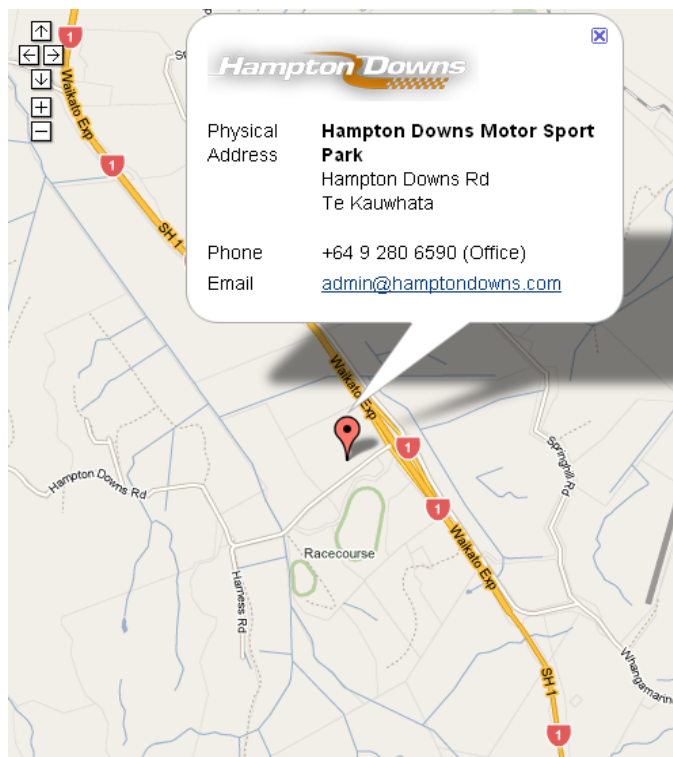 Hampton Downs
Physical Address
Hampton Downs Motor Sport Park
Hampton Downs Rd
Te Kauwhata
Phone
+64 9 280 6590 (Office)
Email
admin@hamptondowns.com
1
Waikato Exp
1
SH 1
Waikato Exp
1
1
Springhill Rd
Hampton Downs Rd
Racecourse
Waikato Exp
Harness Rd
SH 1
Whangamarino
1